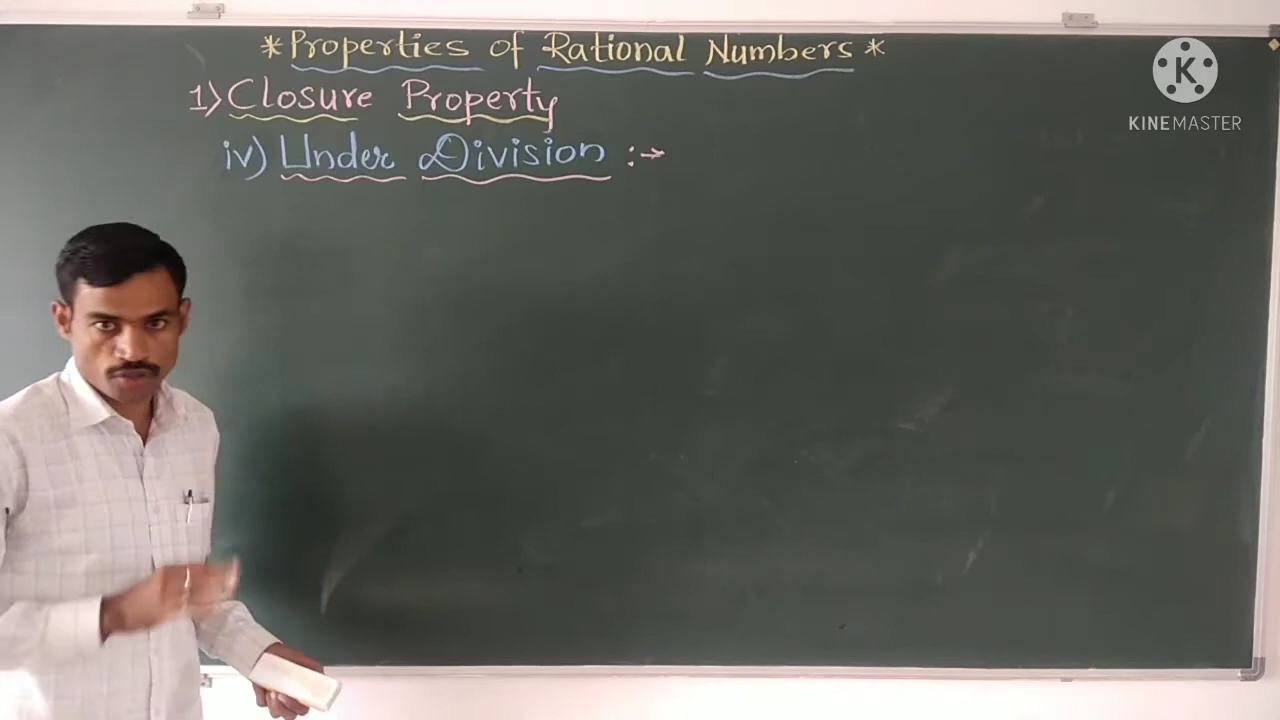 * Properties of Rational Numbers *
1) Closure Property
iv) Under Division :→
K
KINEMASTER